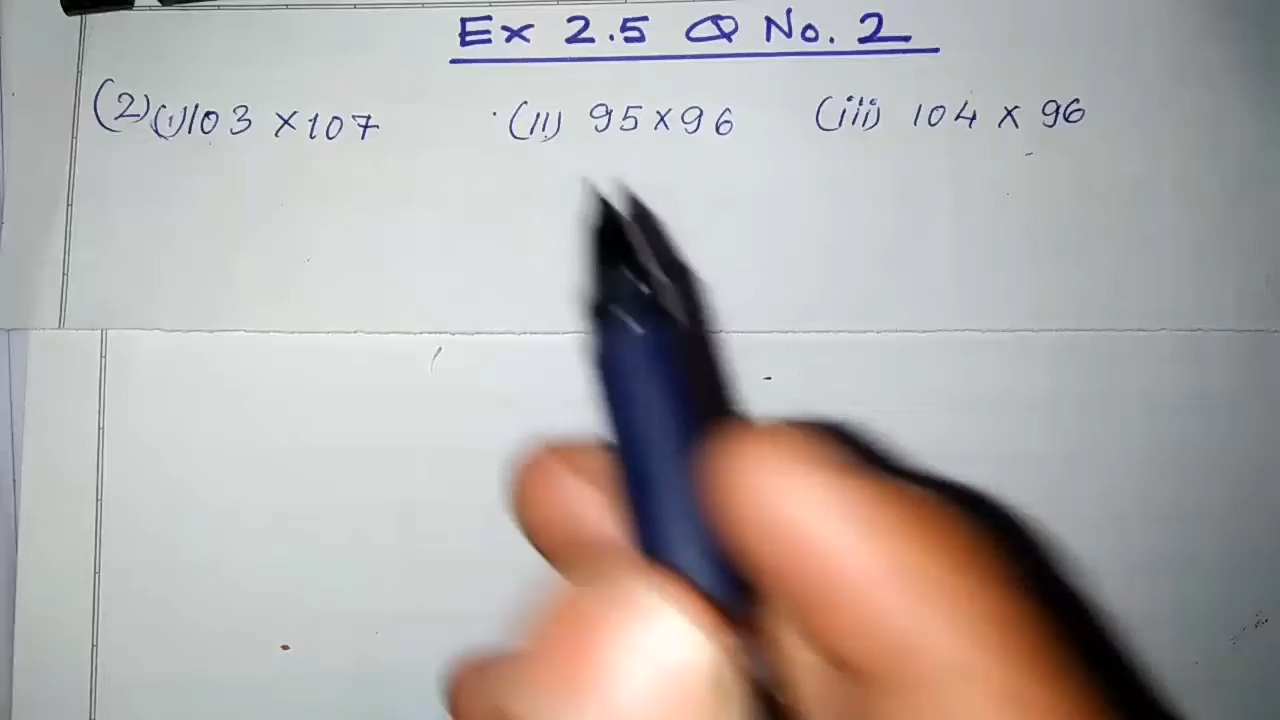 Ex 2.5 Q No. 2
(2) (i) 103 × 107 (ii) 95 × 96 (iii) 104 × 96